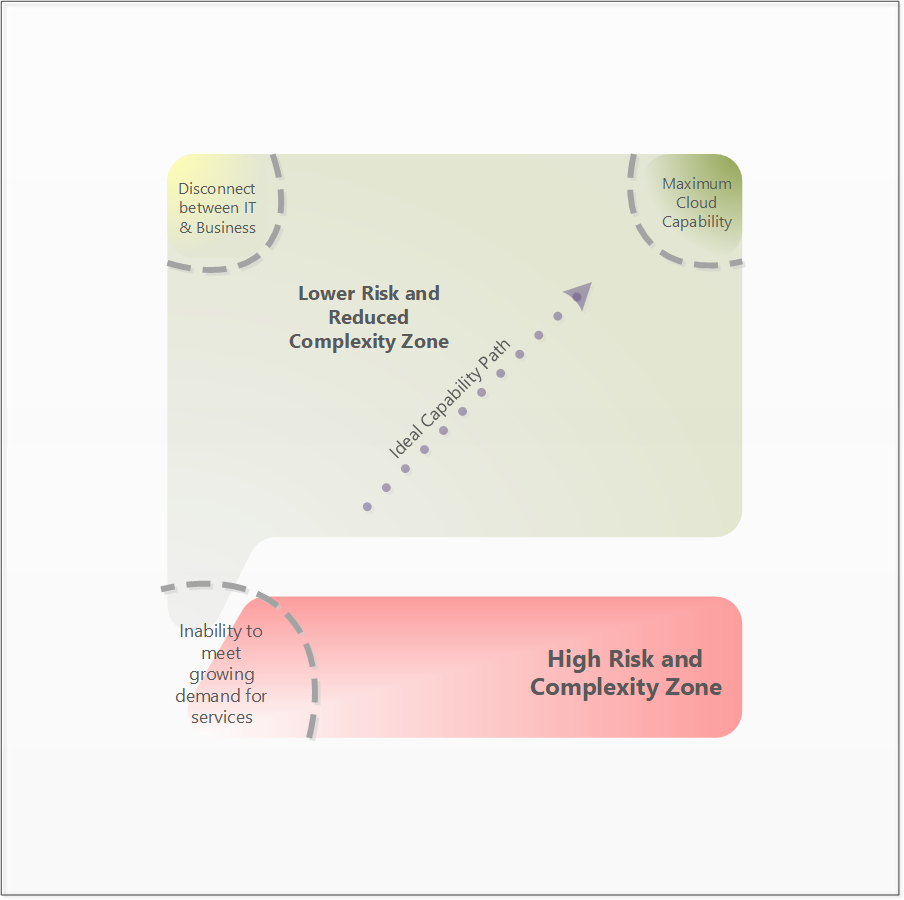 Disconnect
between IT
& Business
Maximum
Cloud
Capability
Lower Risk and
Reduced
Complexity Zone
Ideal Capability Path
Inability to
meet
growing
demand for
services
High Risk and
Complexity Zone